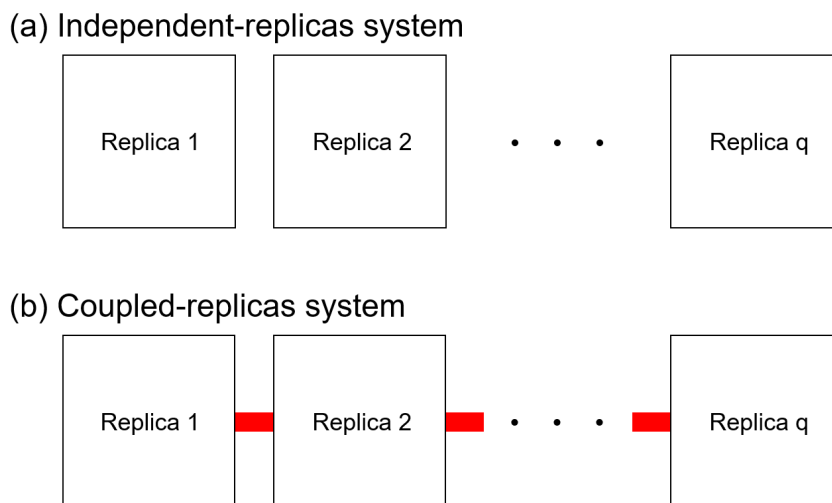 (a) Independent-replicas system
Replica 1 Replica 2 • • • Replica q
(b) Coupled-replicas system
Replica 1 Replica 2 • • • Replica q